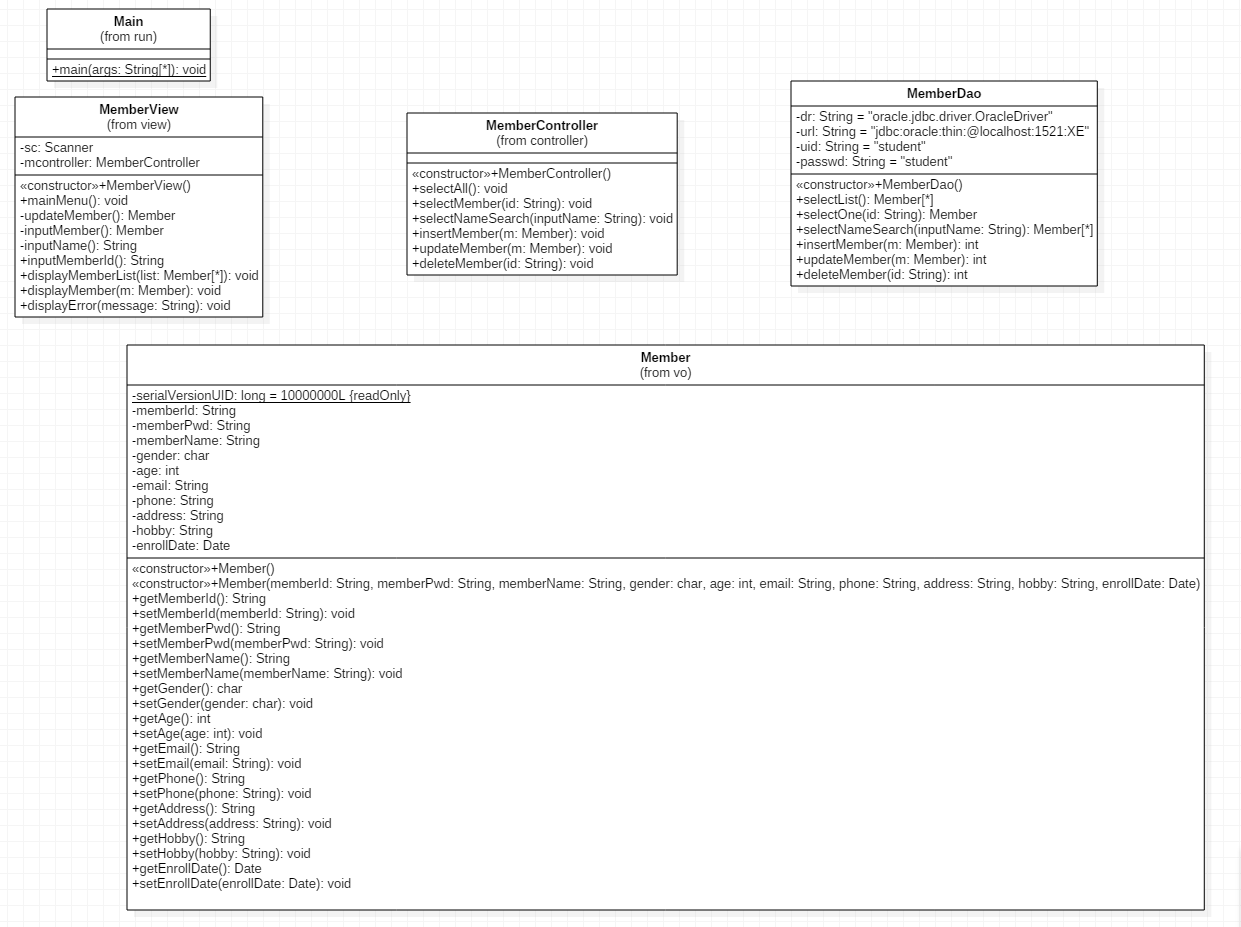 Main
(from run)
+main(args: String[*]): void
MemberView
(from view)
-sc: Scanner
-mcontroller: MemberController
«constructor»+MemberView()
+mainMenu(): void
-updateMember(): Member
-inputMember(): Member
-inputName(): String
+inputMemberId(): String
+displayMemberList(list: Member[*]): void
+displayMember(m: Member): void
+displayError(message: String): void
MemberController
(from controller)
«constructor»+MemberController()
+selectAll(): void
+selectMember(id: String): void
+selectNameSearch(inputName: String): void
+insertMember(m: Member): void
+updateMember(m: Member): void
+deleteMember(id: String): void
MemberDao
-dr: String = "oracle.jdbc.driver.OracleDriver"
-url: String = "jdbc:oracle:thin:@localhost:1521:XE"
-uid: String = "student"
-passwd: String = "student"
«constructor»+MemberDao()
+selectList(): Member[*]
+selectOne(id: String): Member
+selectNameSearch(inputName: String): Member[*]
+insertMember(m: Member): int
+updateMember(m: Member): int
+deleteMember(id: String): int
Member
(from vo)
-serialVersionUID: long = 10000000L {readOnly}
-memberId: String
-memberPwd: String
-memberName: String
-gender: char
-age: int
-email: String
-phone: String
-address: String
-hobby: String
-enrollDate: Date
«constructor»+Member()
«constructor»+Member(memberId: String, memberPwd: String, memberName: String, gender: char, age: int, email: String, phone: String, address: String, hobby: String, enrollDate: Date)
+getMemberId(): String
+setMemberId(memberId: String): void
+getMemberPwd(): String
+setMemberPwd(memberPwd: String): void
+getMemberName(): String
+setMemberName(memberName: String): void
+getGender(): char
+setGender(gender: char): void
+getAge(): int
+setAge(age: int): void
+getEmail(): String
+setEmail(email: String): void
+getPhone(): String
+setPhone(phone: String): void
+getAddress(): String
+setAddress(address: String): void
+getHobby(): String
+setHobby(hobby: String): void
+getEnrollDate(): Date
+setEnrollDate(enrollDate: Date): void